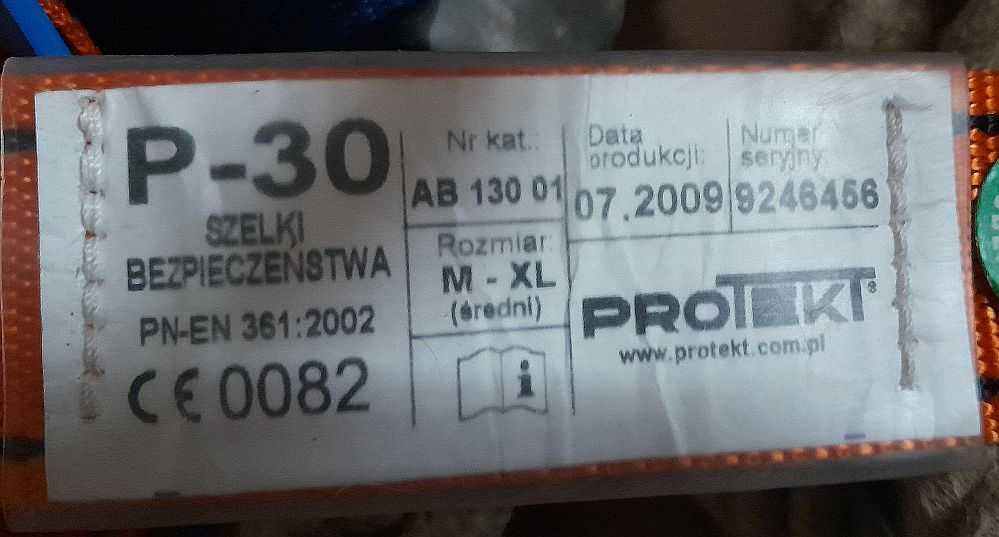 P-30
SZELKI
BEZPIECZEŃSTWA
PN-EN 361:2002
CE 0082
Nr kat.:
AB 130 01
Rozmiar:
M - XL
(średni)
i
Data
produkcji:
07.2009
Numer
seryjny:
9246456
PROTEKT®
www.protekt.com.pl